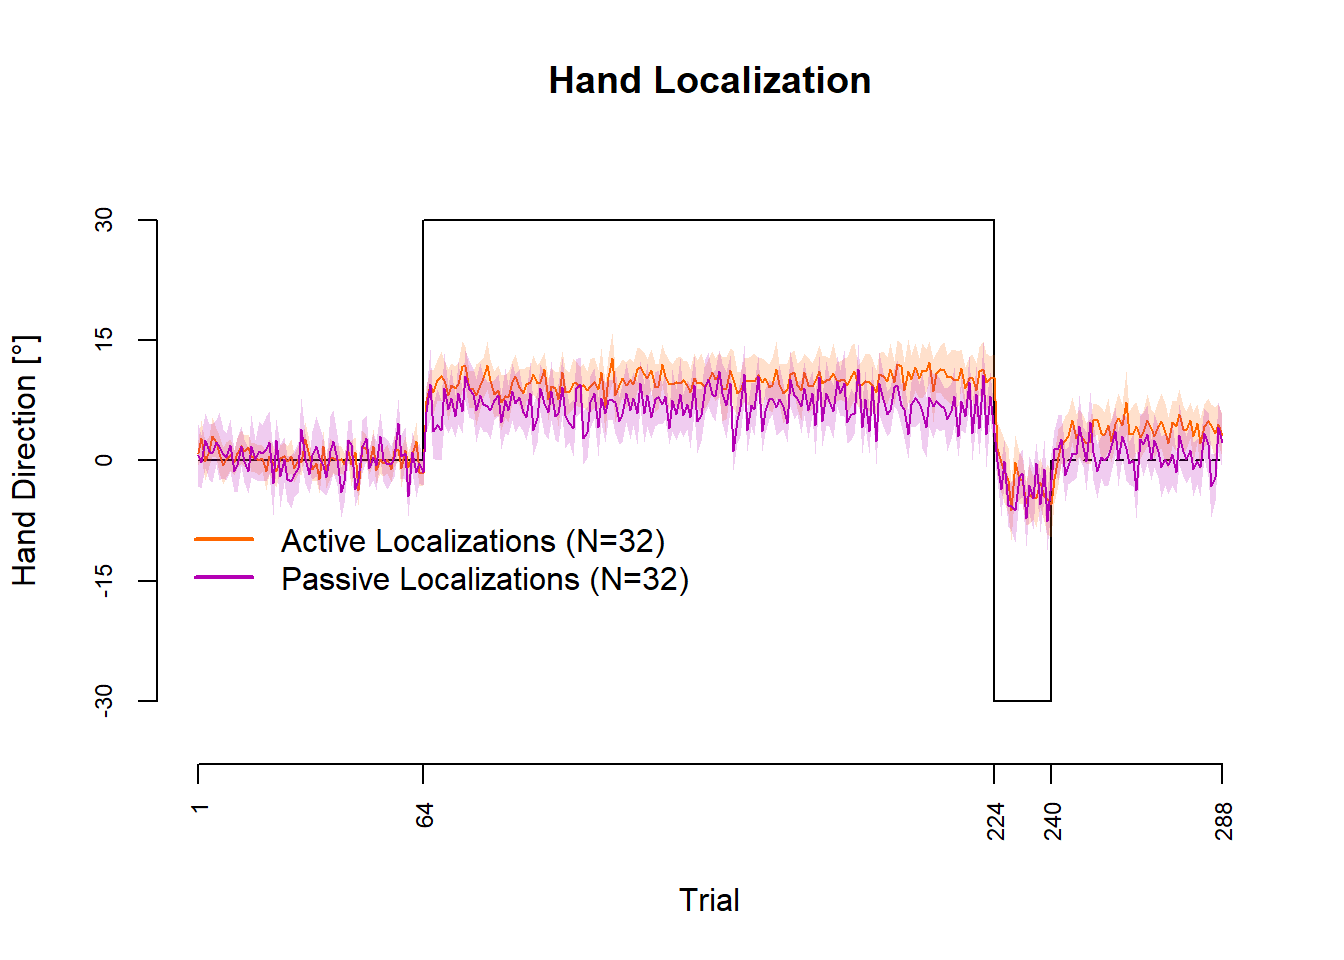 Hand Localization
Hand Direction [°]
30
15
0
-15
-30
Active Localizations (N=32)
Passive Localizations (N=32)
1
64
224
240
288
Trial